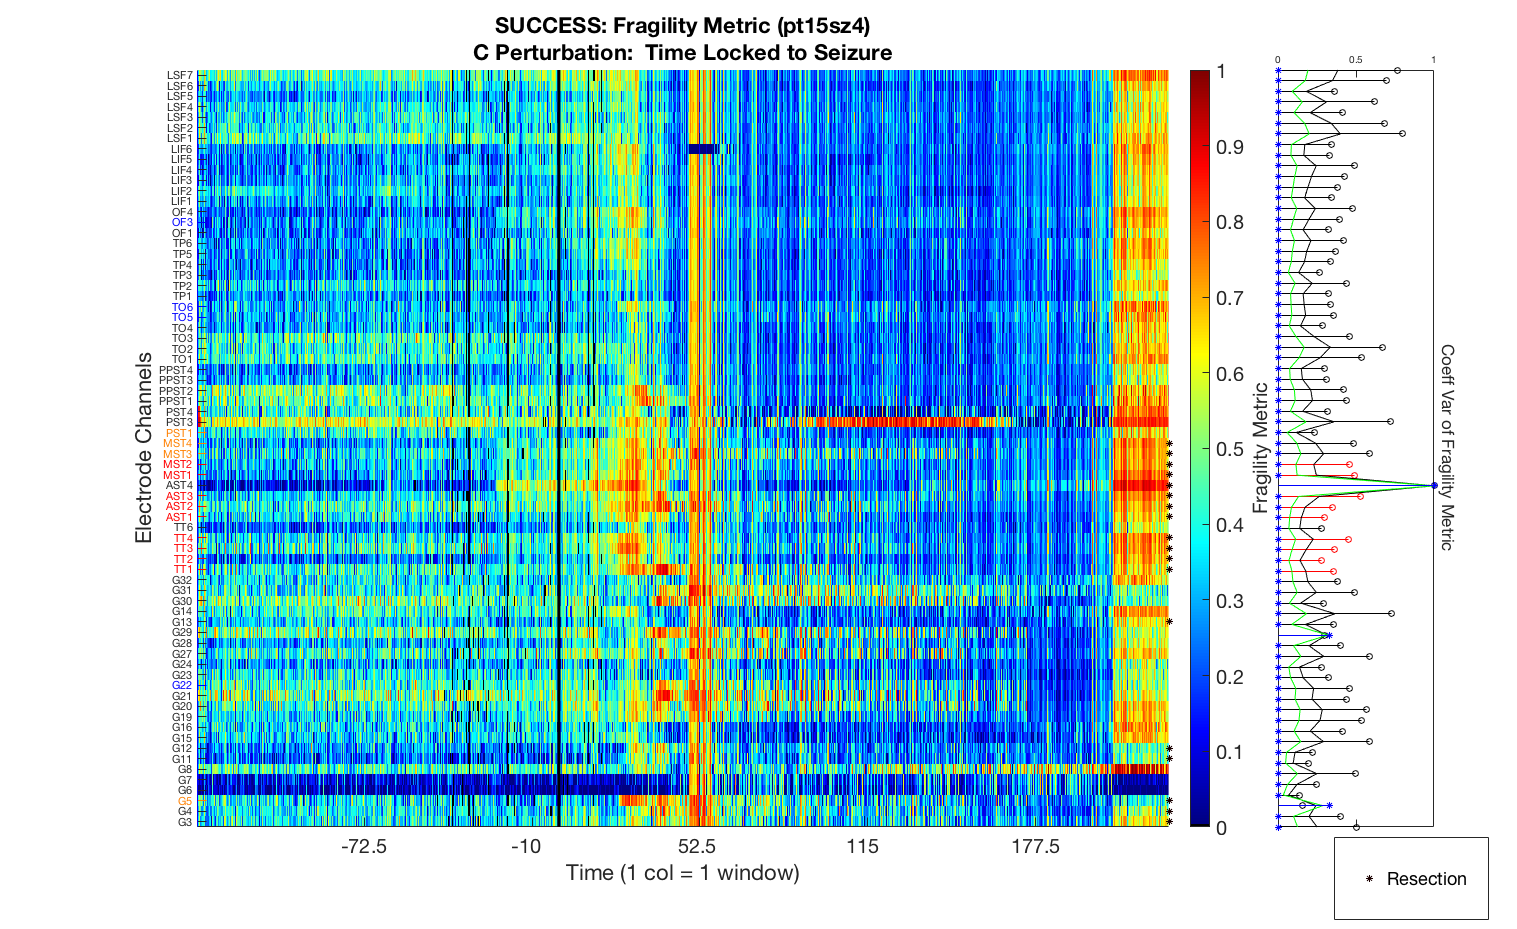 SUCCESS: Fragility Metric (pt15sz4)
C Perturbation:  Time Locked to Seizure
Electrode Channels
LSF7
LSF6
LSF5
LSF4
LSF3
LSF2
LSF1
LIF6
LIF5
LIF4
LIF3
LIF2
LIF1
OF4
OF3
OF1
TP6
TP5
TP4
TP3
TP2
TP1
TO6
TO5
TO4
TO3
TO2
TO1
PPST4
PPST3
PPST2
PPST1
PST4
PST3
PST1
MST4
MST3
MST2
MST1
AST4
AST3
AST2
AST1
TT6
TT4
TT3
TT2
TT1
G32
G31
G30
G14
G13
G29
G28
G27
G24
G23
G22
G21
G20
G19
G16
G15
G12
G11
G8
G7
G6
G5
G4
G3
-72.5
-10
52.5
115
177.5
Time (1 col = 1 window)
1
0.9
0.8
0.7
0.6
0.5
0.4
0.3
0.2
0.1
0
Fragility Metric
0
0.5
1
Coeff Var of Fragility Metric
Resection